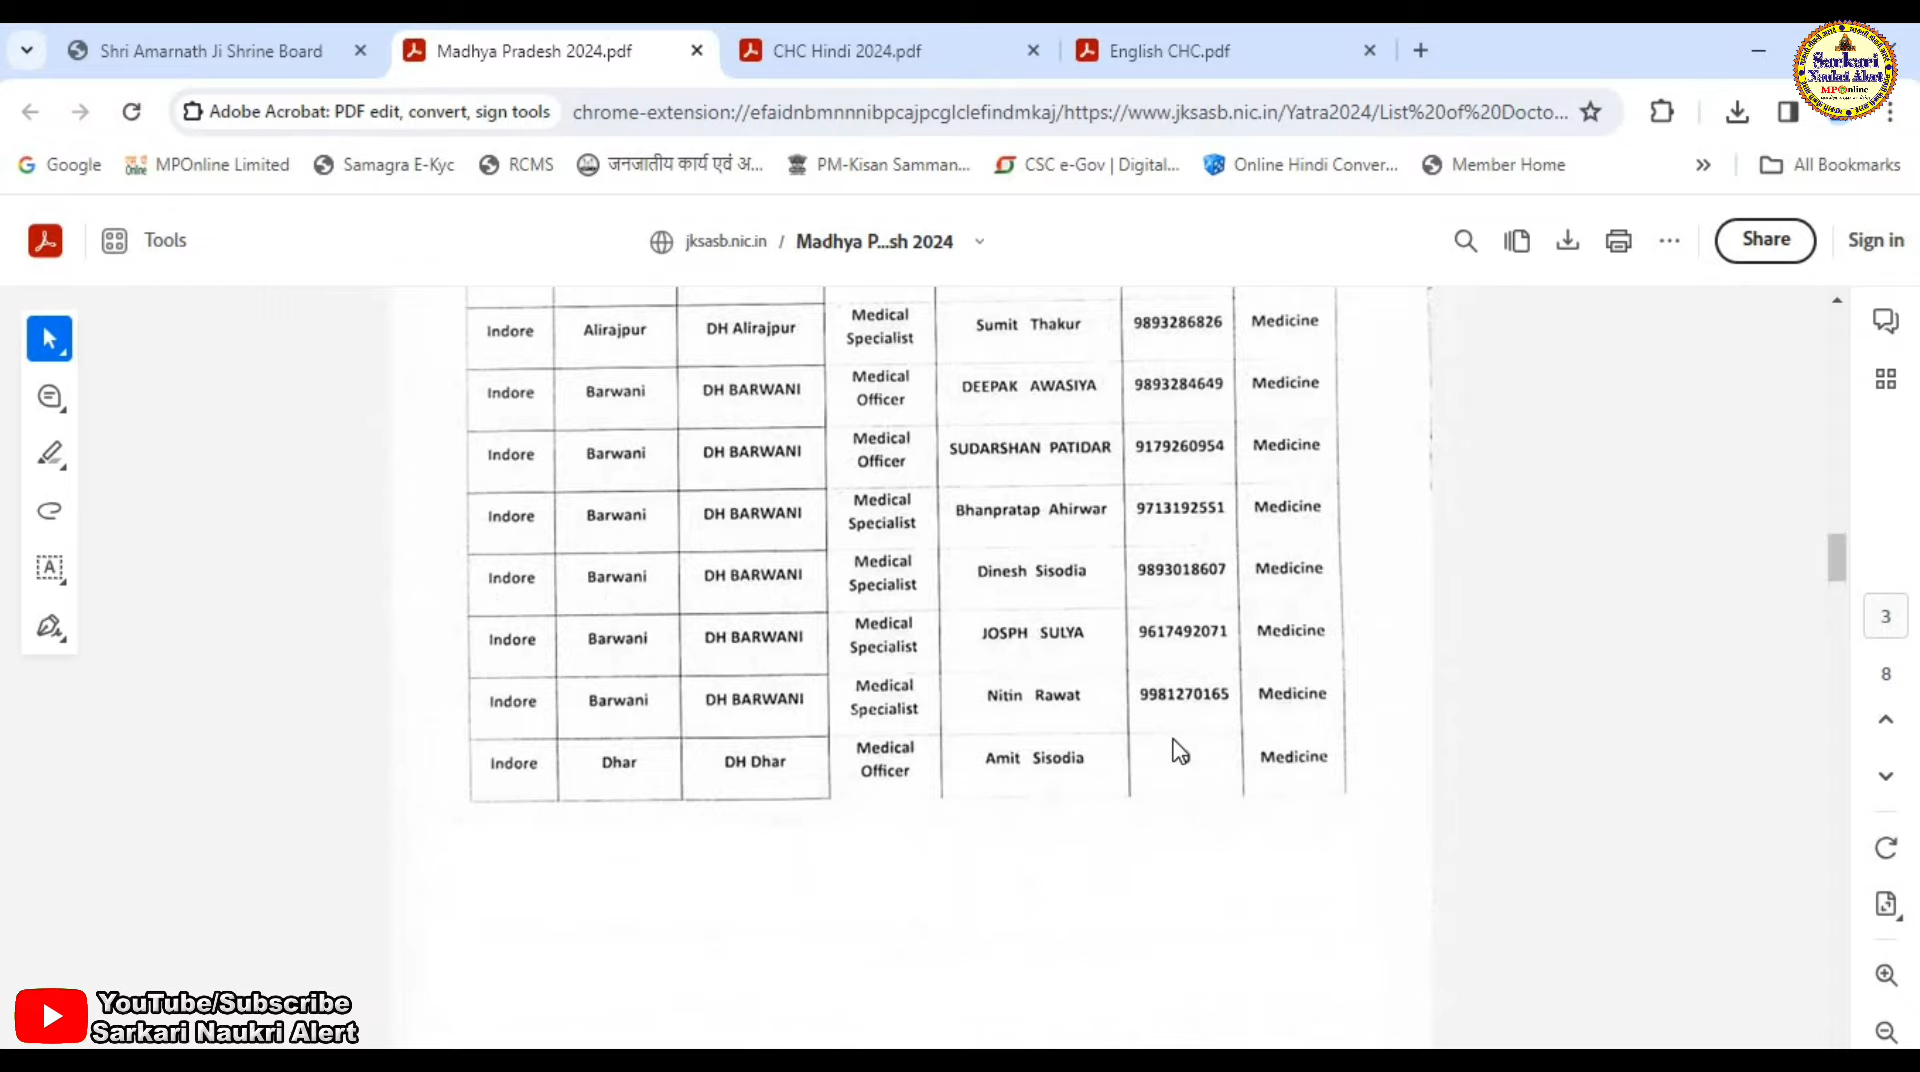 Shri Amarnath Ji Shrine Board
Madhya Pradesh 2024.pdf
CHC Hindi 2024.pdf
English CHC.pdf
Adobe Acrobat: PDF edit, convert, sign tools
chrome-extension://efaidnbmnnnibpcajpcglclefindmkaj/https://www.jksasb.nic.in/Yatra2024/List%20of%20Docto...
Sarkari
Naukri Alert
MPOnline
Google
MPOnline Limited
Samagra E-Kyc
RCMS
जनजातीय कार्य एवं अ...
PM-Kisan Samman...
CSC e-Gov | Digital...
Online Hindi Conver...
Member Home
All Bookmarks
Tools
jksasb.nic.in / Madhya P...sh 2024
Share
Sign in
Indore Alirajpur DH Alirajpur Medical Specialist Sumit Thakur 9893286826 Medicine
Indore Barwani DH BARWANI Medical Officer DEEPAK AWASIYA 9893284649 Medicine
Indore Barwani DH BARWANI Medical Officer SUDARSHAN PATIDAR 9179260954 Medicine
Indore Barwani DH BARWANI Medical Specialist Bhanpratap Ahirwar 9713192551 Medicine
Indore Barwani DH BARWANI Medical Specialist Dinesh Sisodia 9893018607 Medicine
Indore Barwani DH BARWANI Medical Specialist JOSPH SULYA 9617492071 Medicine
Indore Barwani DH BARWANI Medical Specialist Nitin Rawat 9981270165 Medicine
Indore Dhar DH Dhar Medical Officer Amit Sisodia Medicine
3
8
YouTube/Subscribe
Sarkari Naukri Alert